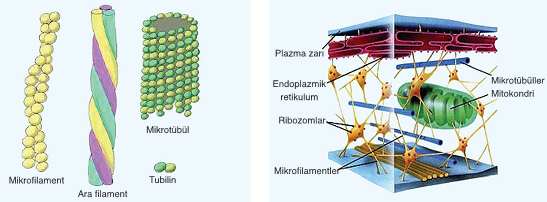 Mikrofilament
Ara filament
Mikrotübül
Tubilin
Plazma zarı
Endoplazmik
retikulum
Ribozomlar
Mikrofilamentler
Mikrotübüller
Mitokondri